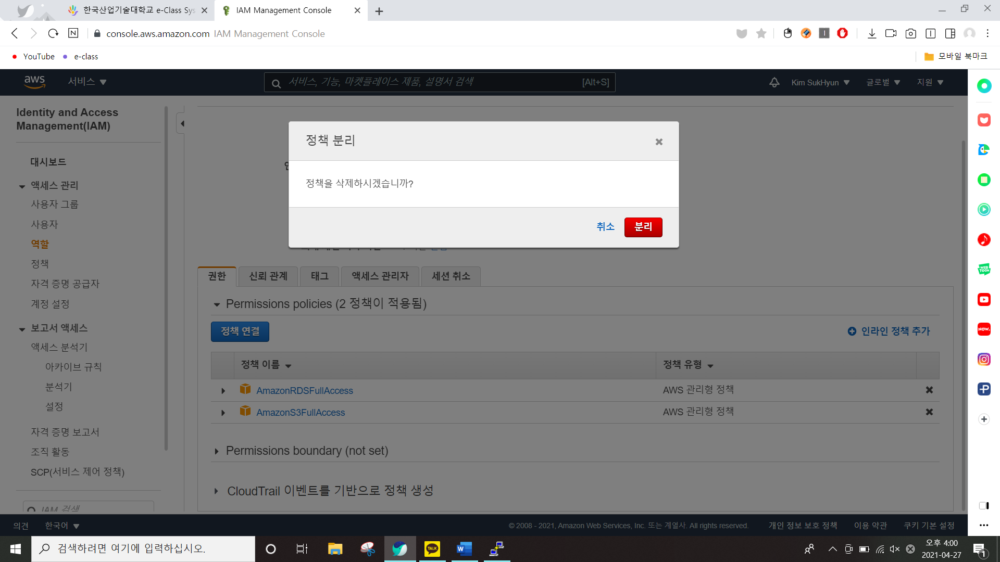 한국산업기술대학교 e-Class Sys
IAM Management Console
N
console.aws.amazon.com IAM Management Console
YouTube
e-class
모바일 북마크
aws
서비스
서비스, 기능, 마켓플레이스 제품, 설명서 검색
[Alt+S]
Kim SukHyun
글로벌
지원
Identity and Access
Management(IAM)
대시보드
액세스 관리
사용자 그룹
사용자
역할
정책
자격 증명 공급자
계정 설정
보고서 액세스
액세스 분석기
아카이브 규칙
분석기
설정
자격 증명 보고서
조직 활동
SCP(서비스 제어 정책)
IAM 검색
정책 분리
정책을 삭제하시겠습니까?
취소
분리
권한
신뢰 관계
태그
액세스 관리자
세션 취소
Permissions policies (2 정책이 적용됨)
정책 연결
인라인 정책 추가
정책 이름
정책 유형
AmazonRDSFullAccess
AWS 관리형 정책
AmazonS3FullAccess
AWS 관리형 정책
Permissions boundary (not set)
CloudTrail 이벤트를 기반으로 정책 생성
WEB
TOON
NOW.
의견
한국어
© 2008 - 2021, Amazon Web Services, Inc. 또는 계열사. All rights reserved.
개인 정보 보호 정책
이용 약관
쿠키 기본 설정
검색하려면 여기에 입력하십시오.
TALK
W
오후 4:00
2021-04-27
1